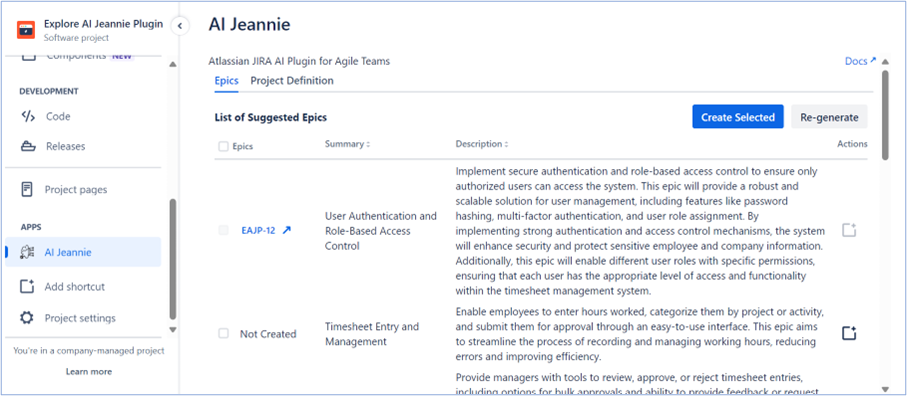 Explore AI Jeannie Plugin
Software project
Components NEW
DEVELOPMENT
Code
Releases
Project pages
APPS
AI Jeannie
Add shortcut
Project settings
You're in a company-managed project
Learn more
AI Jeannie
Atlassian JIRA AI Plugin for Agile Teams
Docs
Epics Project Definition
List of Suggested Epics
Create Selected Re-generate
Epics Summary Description Actions
EAJP-12
User Authentication and
Role-Based Access
Control
Implement secure authentication and role-based access control to ensure only
authorized users can access the system. This epic will provide a robust and
scalable solution for user management, including features like password
hashing, multi-factor authentication, and user role assignment. By
implementing strong authentication and access control mechanisms, the system
will enhance security and protect sensitive employee and company information.
Additionally, this epic will enable different user roles with specific permissions,
ensuring that each user has the appropriate level of access and functionality
within the timesheet management system.
Not Created
Timesheet Entry and
Management
Enable employees to enter hours worked, categorize them by project or activity,
and submit them for approval through an easy-to-use interface. This epic aims
to streamline the process of recording and managing working hours, reducing
errors and improving efficiency.
Provide managers with tools to review, approve, or reject timesheet entries,
including options for bulk approvals and ability to provide feedback or request